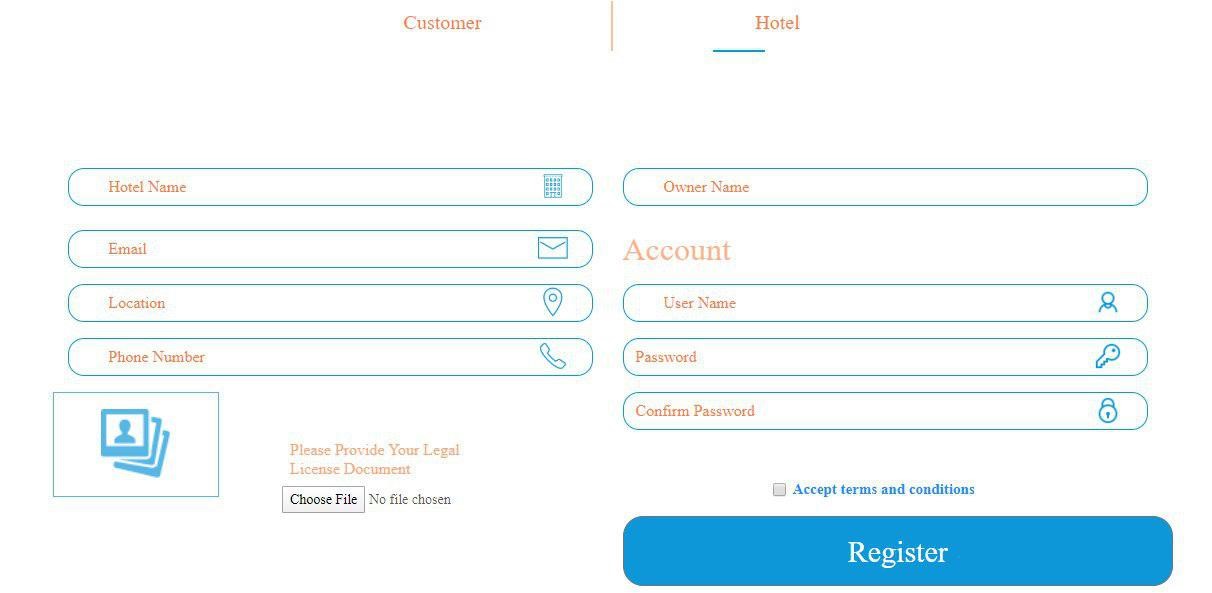 Customer
Hotel
Hotel Name
Owner Name
Email
Account
Location
User Name
Phone Number
Password
Confirm Password
Please Provide Your Legal
License Document
Choose File No file chosen
Accept terms and conditions
Register